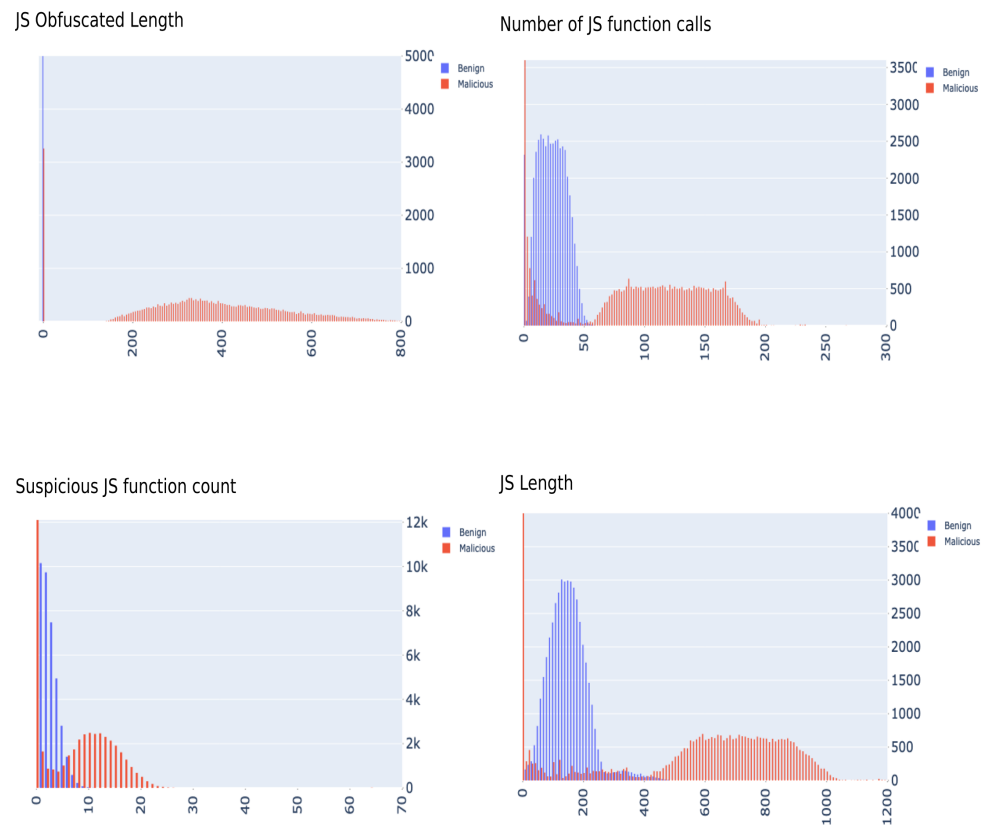 JS Obfuscated Length
5000
4000
3000
2000
1000
0
0
200
400
600
800
Benign
Malicious
Number of JS function calls
3500
3000
2500
2000
1500
1000
500
0
0
50
100
150
200
250
300
Benign
Malicious
Suspicious JS function count
12k
10k
8k
6k
4k
2k
0
0
10
20
30
40
50
60
70
Benign
Malicious
JS Length
4000
3500
3000
2500
2000
1500
1000
500
0
0
200
400
600
800
1000
1200
Benign
Malicious